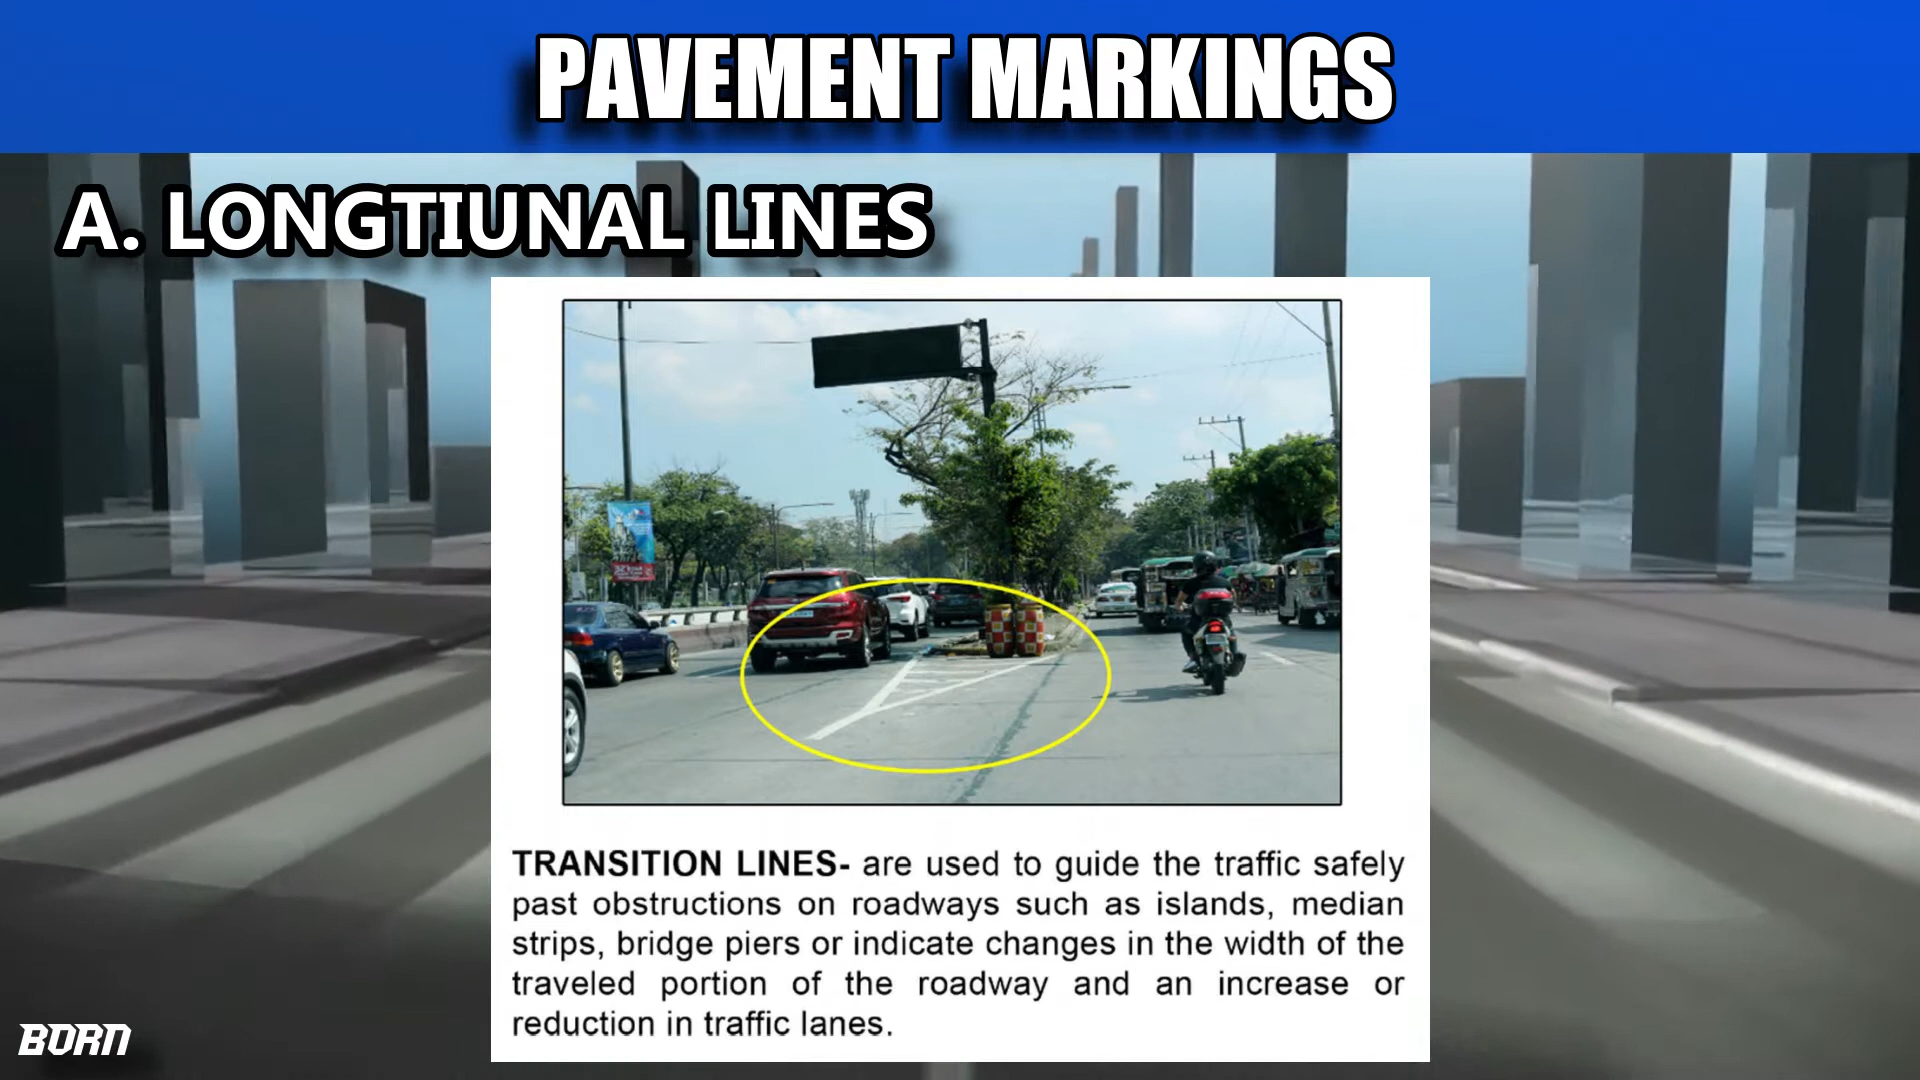 PAVEMENT MARKINGS
A. LONGTIUNAL LINES
TRANSITION LINES- are used to guide the traffic safely
past obstructions on roadways such as islands, median
strips, bridge piers or indicate changes in the width of the
traveled portion of the roadway and an increase or
reduction in traffic lanes.
BORN